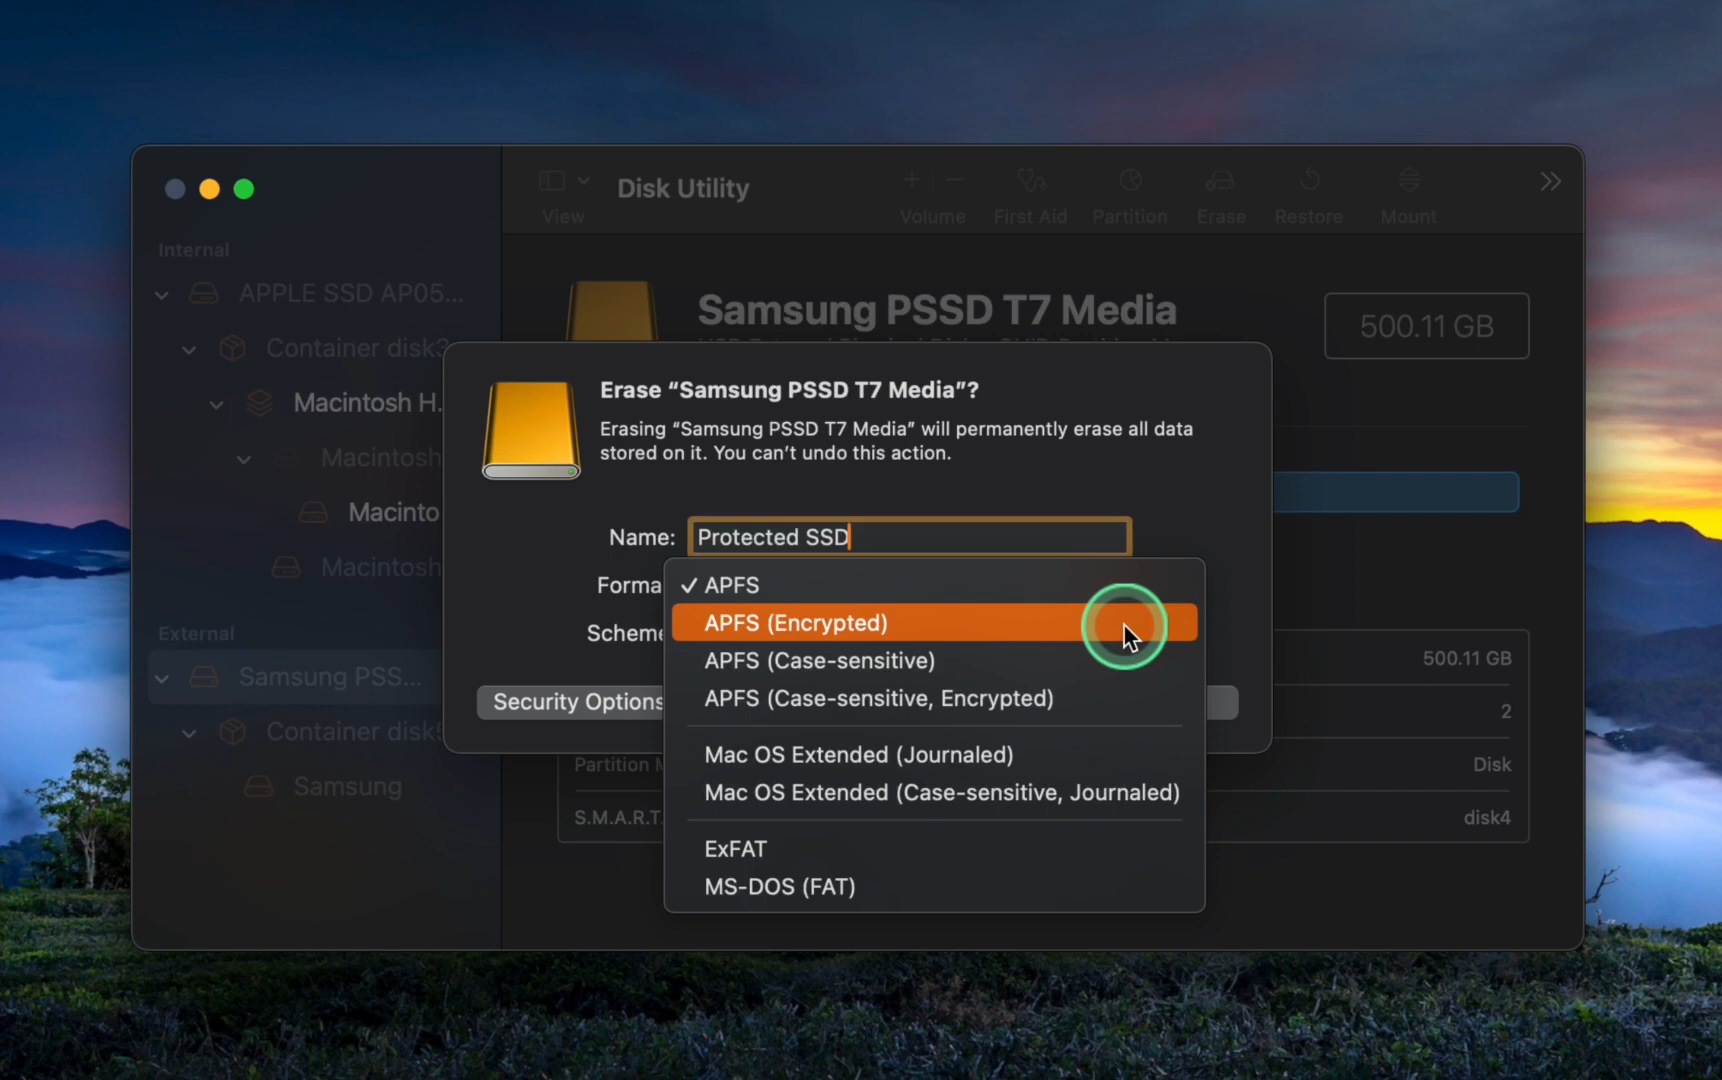 Disk Utility
View
Volume
First Aid
Partition
Erase
Restore
Mount
Internal
APPLE SSD AP05...
Container disk3
Macintosh H.
Macintosh
Macinto
Macintosh
External
Samsung PSS...
Container disk5
Samsung
Samsung PSSD T7 Media
500.11 GB
Erase “Samsung PSSD T7 Media”?
Erasing “Samsung PSSD T7 Media” will permanently erase all data
stored on it. You can’t undo this action.
Name: Protected SSD
Forma
✓ APFS
APFS (Encrypted)
Scheme
APFS (Case-sensitive)
APFS (Case-sensitive, Encrypted)
Security Options
Mac OS Extended (Journaled)
Mac OS Extended (Case-sensitive, Journaled)
ExFAT
MS-DOS (FAT)
500.11 GB
2
Partition M
Disk
S.M.A.R.T.
disk4